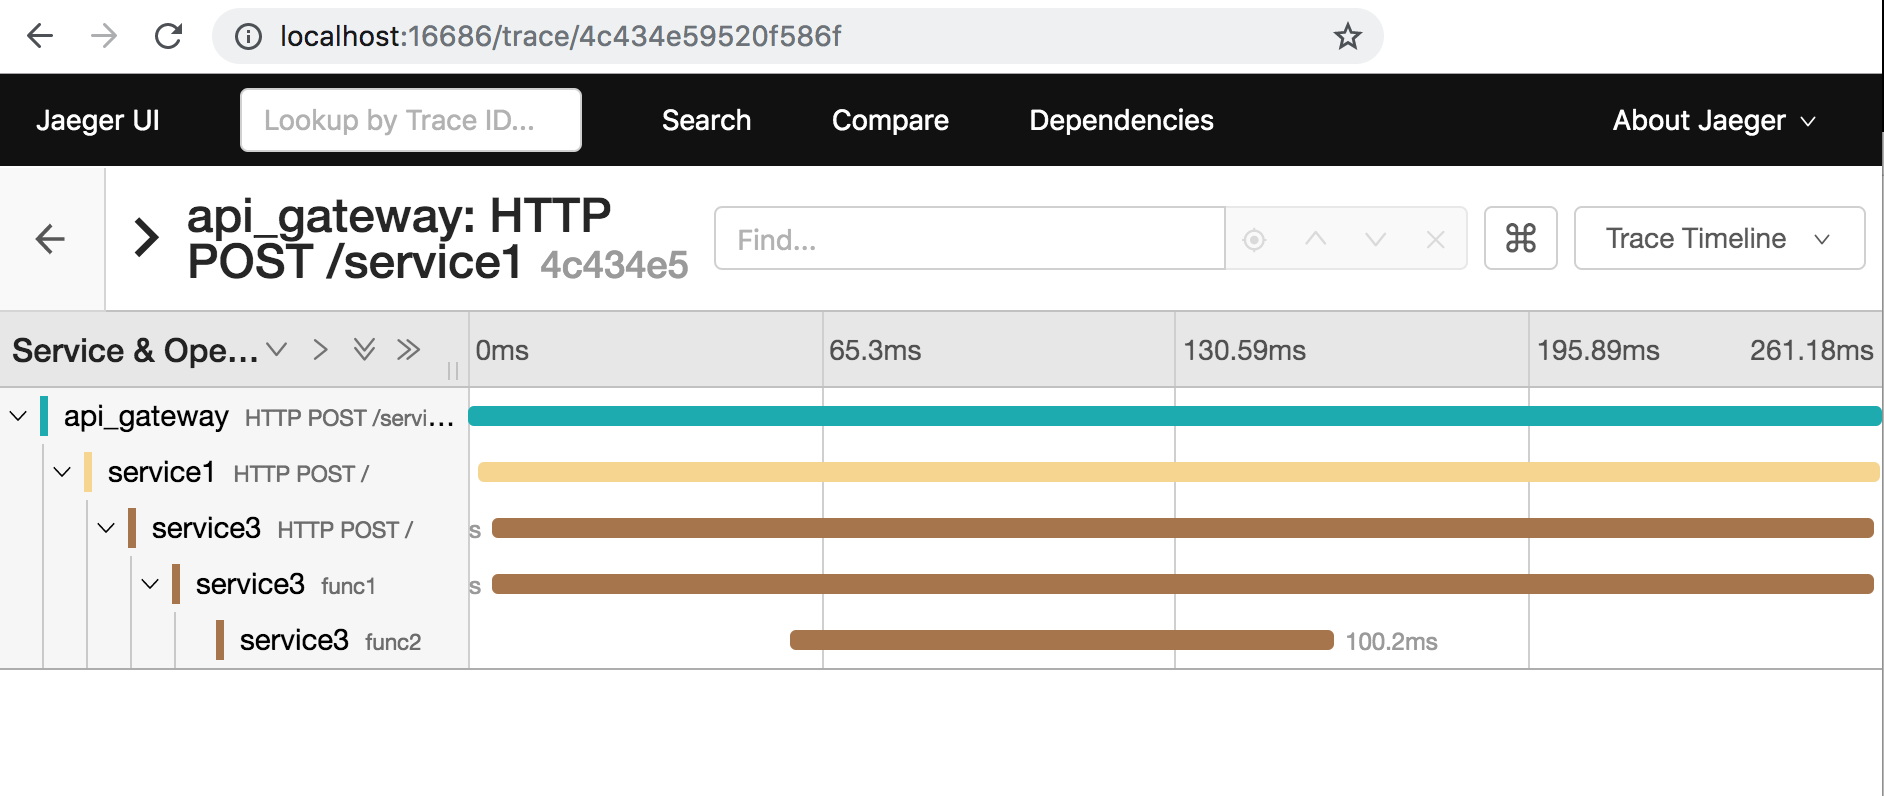 localhost:16686/trace/4c434e59520f586f
Jaeger UI
Lookup by Trace ID...
Search
Compare
Dependencies
About Jaeger
api_gateway: HTTP
POST /service1 4c434e5
Find...
Trace Timeline
Service & Ope...
0ms
65.3ms
130.59ms
195.89ms
261.18ms
api_gateway HTTP POST /servi...
service1 HTTP POST /
service3 HTTP POST /
s
service3 func1
s
service3 func2
100.2ms